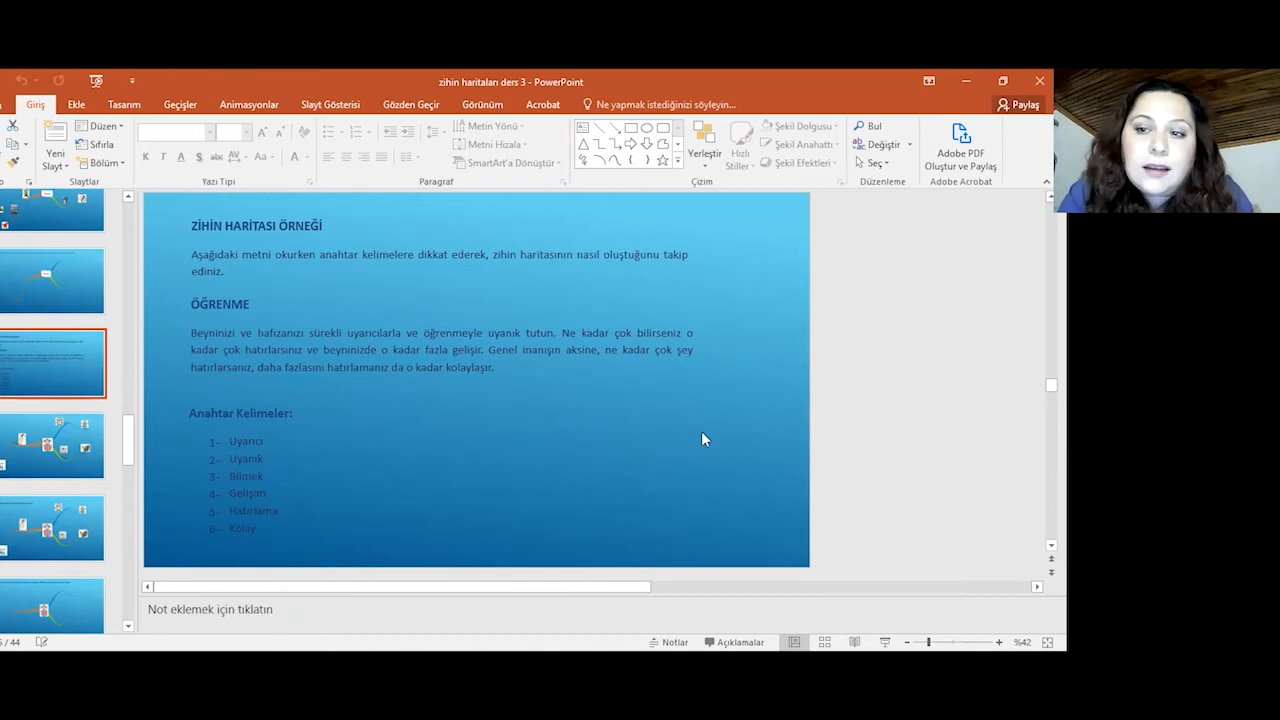 zihin haritaları ders 3 - PowerPoint
Giriş Ekle Tasarım Geçişler Animasyonlar Slayt Gösterisi Gözden Geçir Görünüm Acrobat Ne yapmak istediğinizi söyleyin... Paylaş
Yeni Slayt
Düzen
Sıfırla
Bölüm
Slaytlar
K T A S abc AV Aa A
Yazı Tipi
Metin Yönü
Metni Hizala
SmartArt'a Dönüştür
Paragraf
Yerleştir
Hızlı Stiller
Şekil Dolgusu
Şekil Anahattı
Şekil Efektleri
Çizim
Bul
Değiştir
Seç
Düzenleme
Adobe PDF
Oluştur ve Paylaş
Adobe Acrobat
ZİHİN HARİTASI ÖRNEĞİ
Aşağıdaki metni okurken anahtar kelimelere dikkat ederek, zihin haritasının nasıl oluştuğunu takip
ediniz.
ÖĞRENME
Beyninizi ve hafızanızı sürekli uyarıcılarla ve öğrenmeyle uyanık tutun. Ne kadar çok bilirseniz o
kadar çok hatırlarsınız ve beyninizde o kadar fazla gelişir. Genel inanışın aksine, ne kadar çok şey
hatırlarsanız, daha fazlasını hatırlamanız da o kadar kolaylaşır.
Anahtar Kelimeler:
1- Uyarıcı
2- Uyanık
3- Bilmek
4- Gelişim
5- Hatırlama
6- Kolay
Not eklemek için tıklatın
/ 44
Notlar Açıklamalar %42